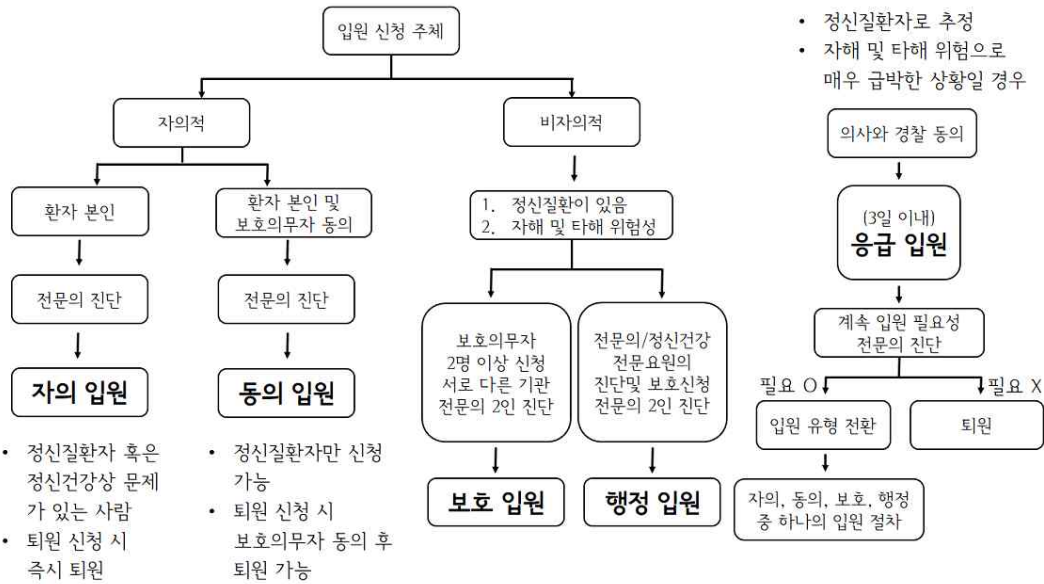 입원 신청 주체
자의적
환자 본인
전문의 진단
자의 입원
• 정신질환자 혹은
정신건강상 문제
가 있는 사람
• 퇴원 신청 시
즉시 퇴원
환자 본인 및
보호의무자 동의
전문의 진단
동의 입원
• 정신질환자만 신청
가능
• 퇴원 신청 시
보호의무자 동의 후
퇴원 가능
비자의적
1. 정신질환이 있음
2. 자해 및 타해 위험성
보호의무자
2명 이상 신청
서로 다른 기관
전문의 2인 진단
보호 입원
전문의/정신건강
전문요원의
진단및 보호신청
전문의 2인 진단
행정 입원
• 정신질환자로 추정
• 자해 및 타해 위험으로
매우 급박한 상황일 경우
의사와 경찰 동의
(3일 이내)
응급 입원
계속 입원 필요성
전문의 진단
필요 O
필요 X
입원 유형 전환
퇴원
자의, 동의, 보호, 행정
중 하나의 입원 절차